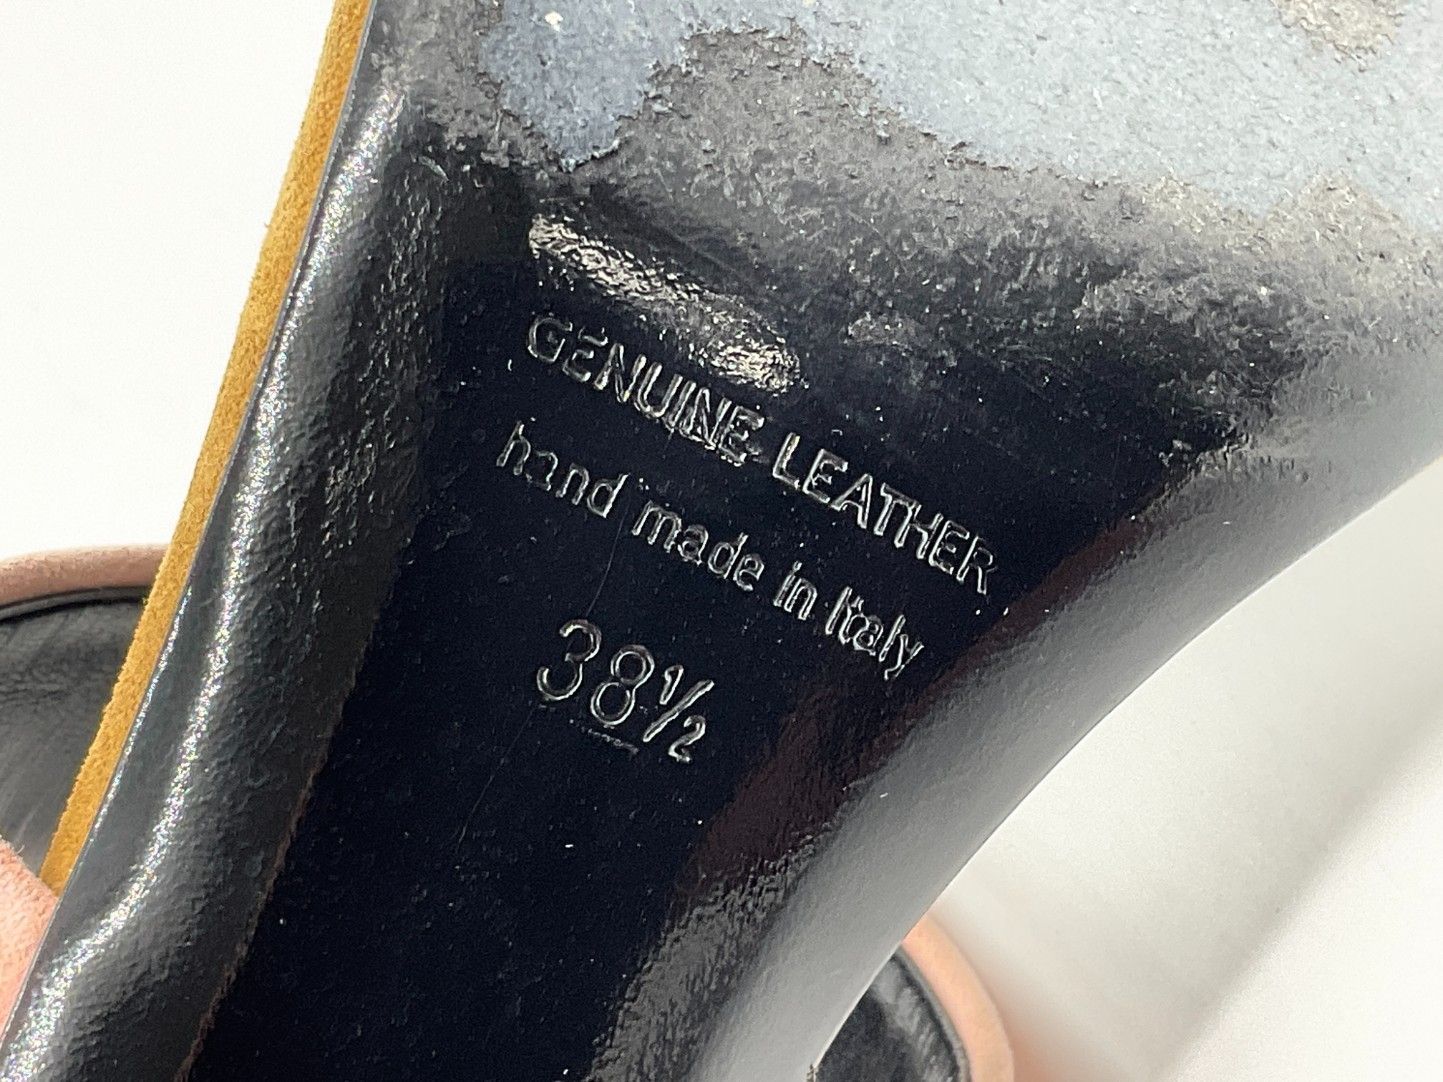 GENUINE LEATHER
hand made in Italy
38½